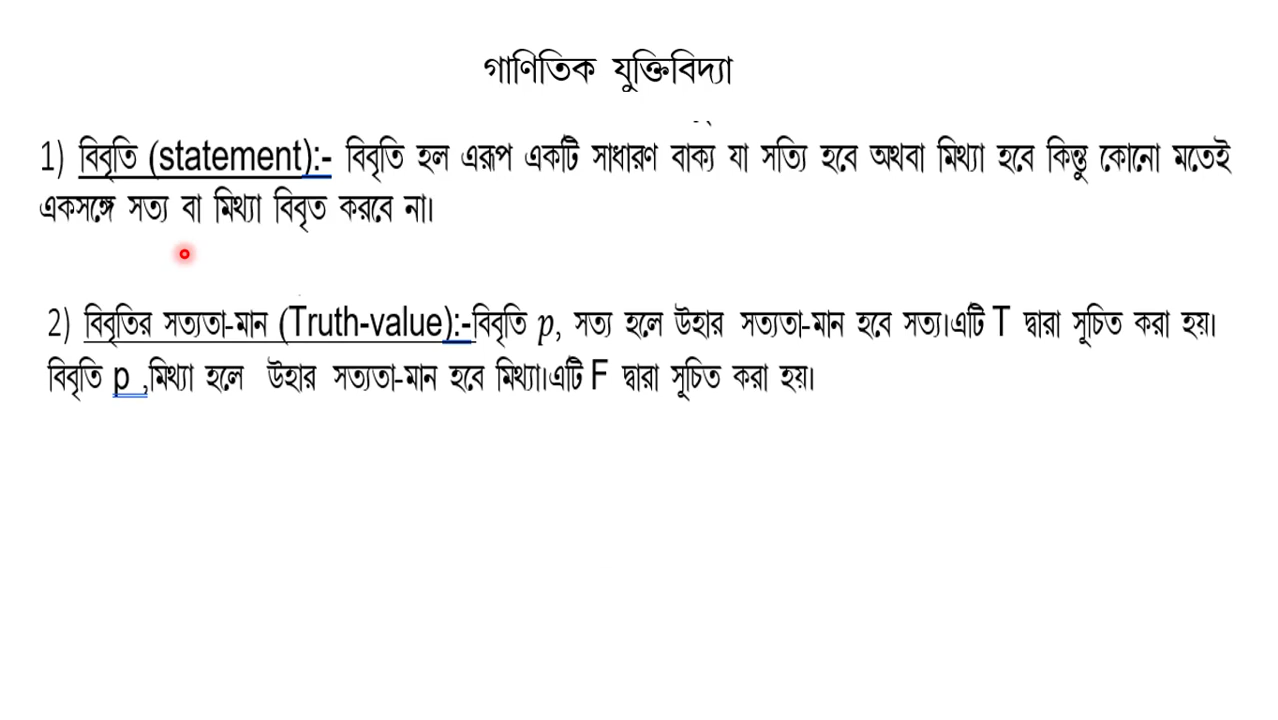 গাণিতিক যুক্তিবিদ্যা
1) বিবৃতি (statement):- বিবৃতি হল এরূপ একটি সাধারণ বাক্য যা সত্যি হবে অথবা মিথ্যা হবে কিন্তু কোনো মতেই
একসঙ্গে সত্য বা মিথ্যা বিবৃত করবে না।
2) বিবৃতির সত্যতা-মান (Truth-value):-বিবৃতি p, সত্য হলে উহার সত্যতা-মান হবে সত্য।এটি T দ্বারা সূচিত করা হয়।
বিবৃতি p ,মিথ্যা হলে উহার সত্যতা-মান হবে মিথ্যা।এটি F দ্বারা সূচিত করা হয়।